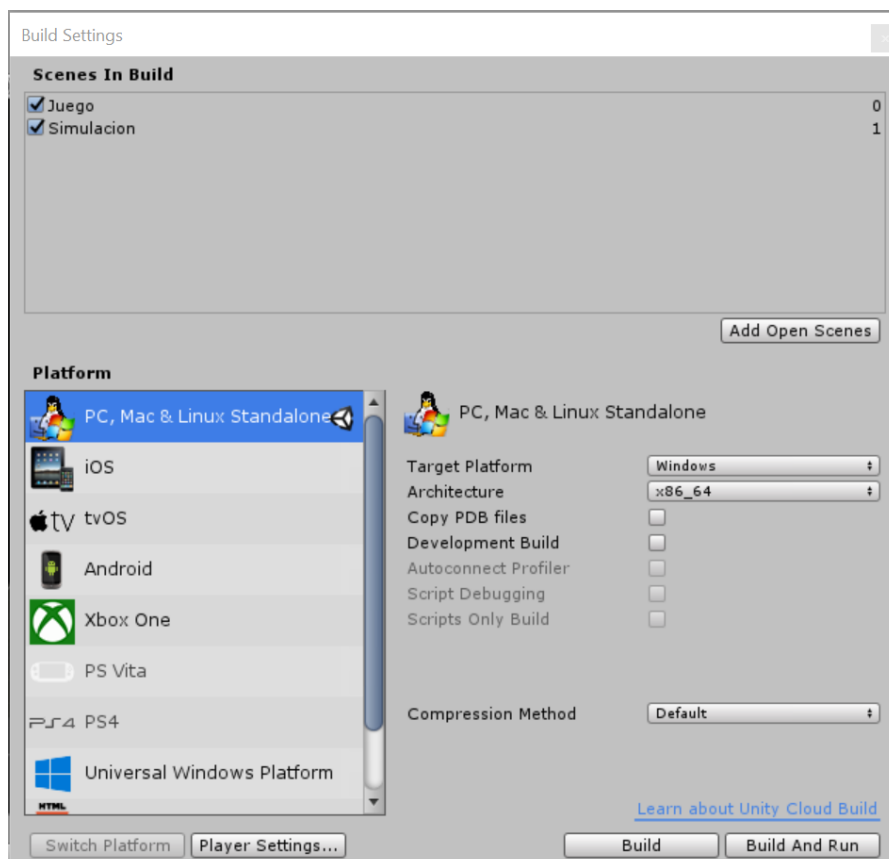 Build Settings
Scenes In Build
Juego 0
Simulacion 1
Add Open Scenes
Platform
PC, Mac & Linux Standalone
iOS
tv tvOS
Android
Xbox One
PS Vita
PS4 PS4
Universal Windows Platform
HTML
PC, Mac & Linux Standalone
Target Platform Windows
Architecture x86_64
Copy PDB files
Development Build
Autoconnect Profiler
Script Debugging
Scripts Only Build
Compression Method Default
Learn about Unity Cloud Build
Switch Platform Player Settings... Build Build And Run